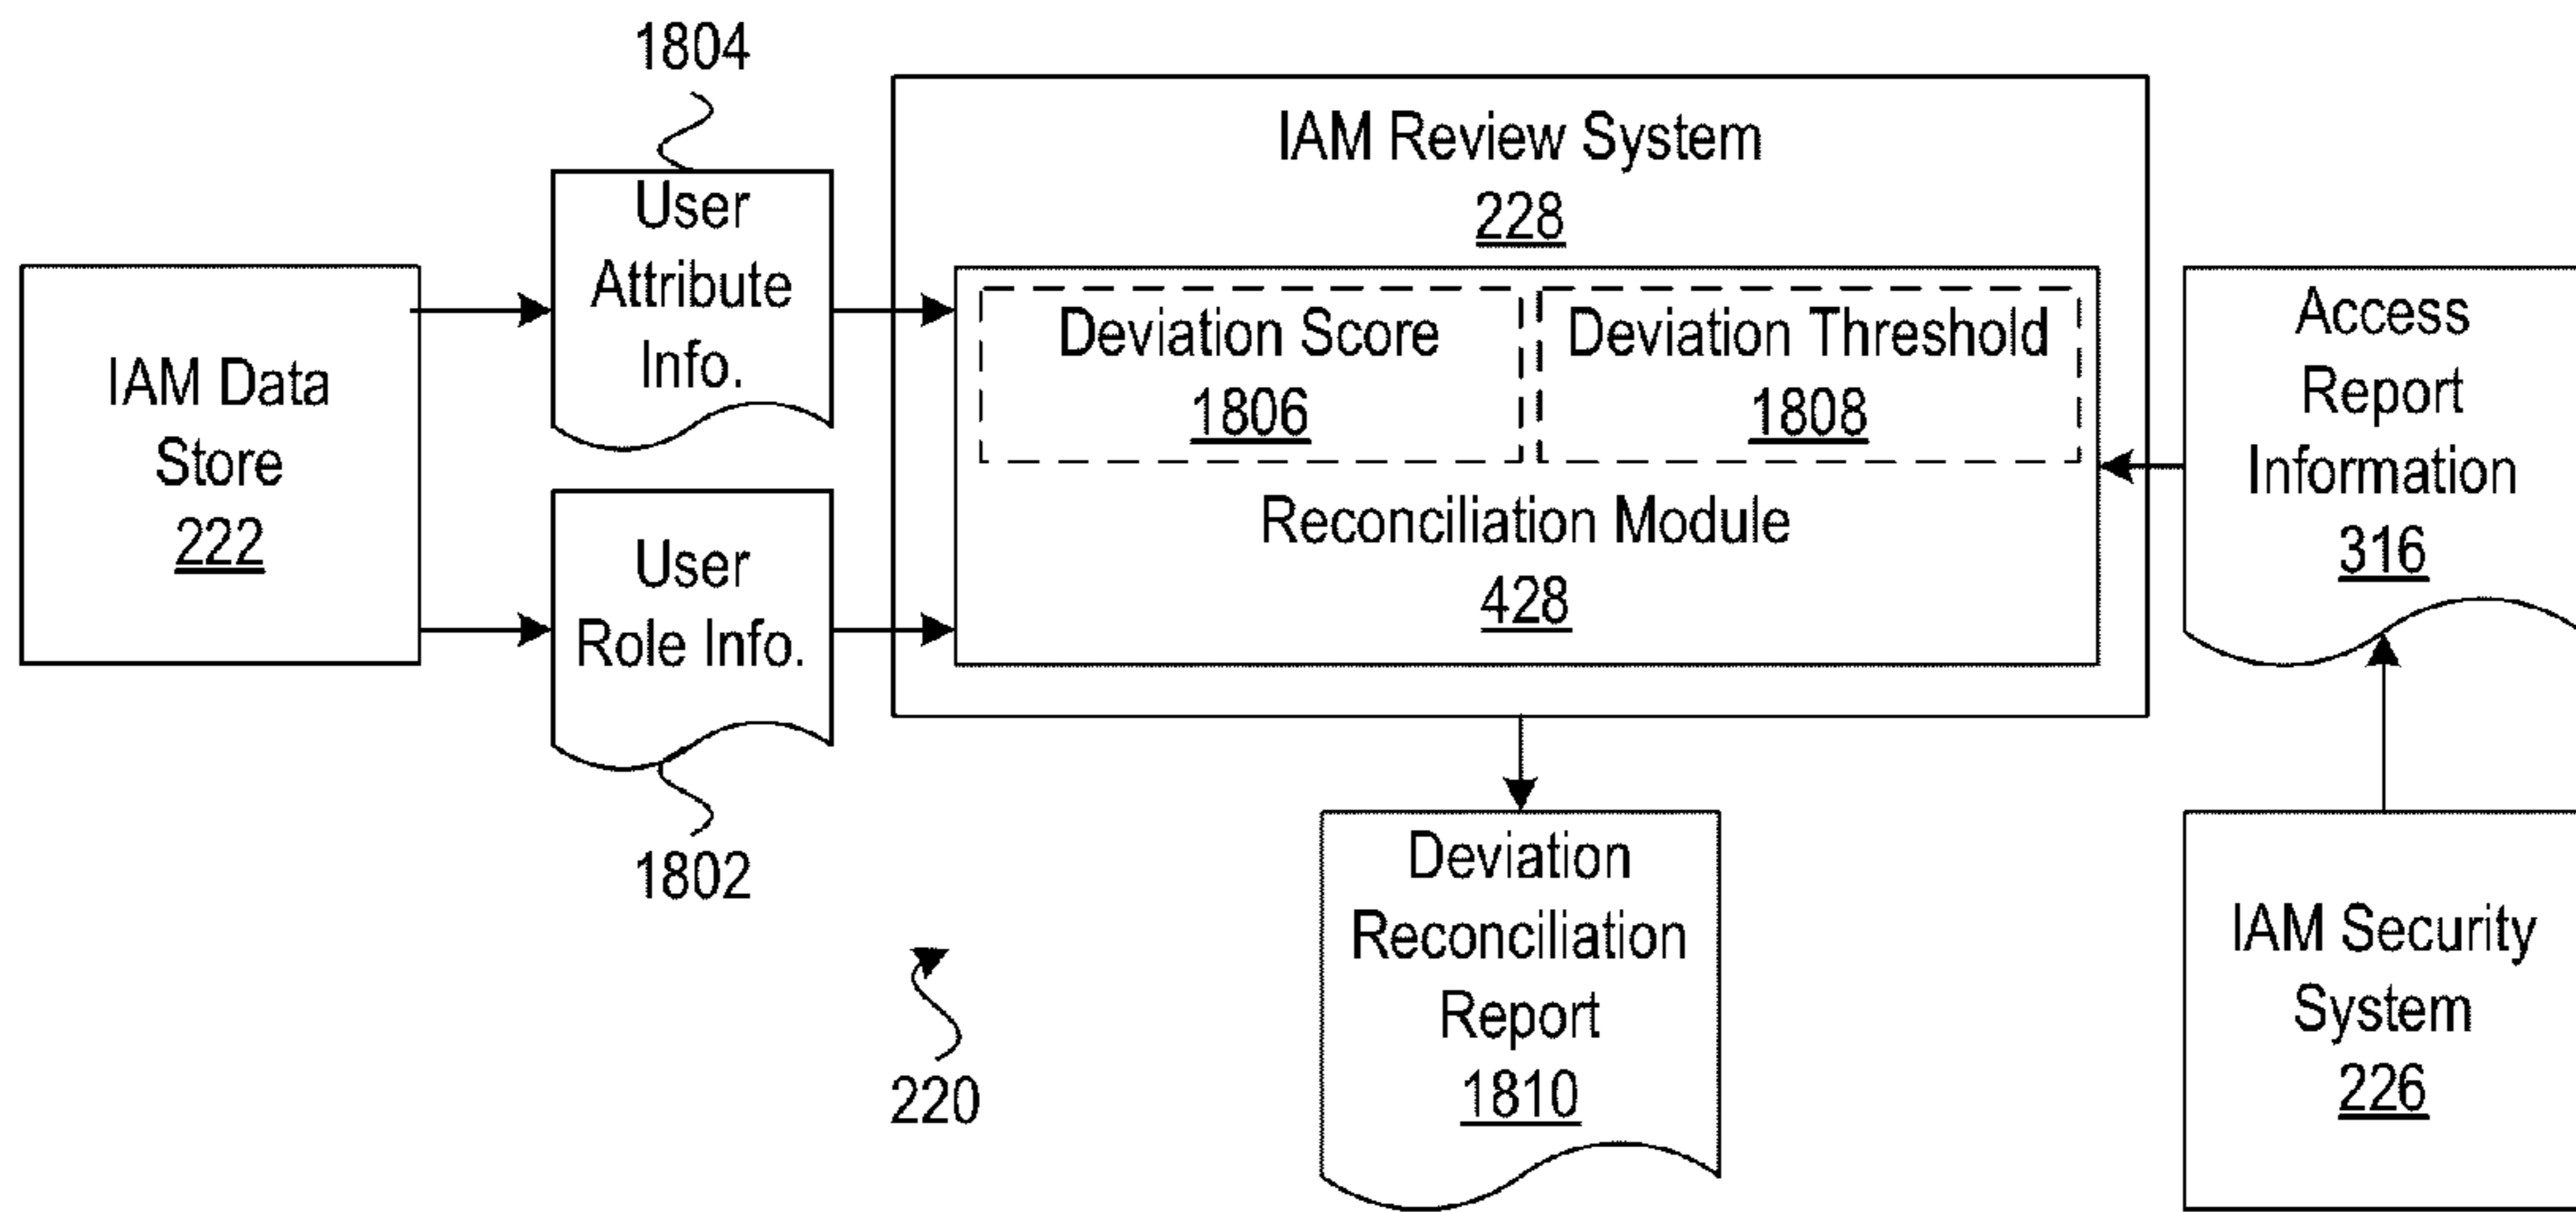 1804
User
Attribute
Info.
IAM Data
Store
222
User
Role Info.
1802
IAM Review System
228
Deviation Score
1806
Deviation Threshold
1808
Reconciliation Module
428
Access
Report
Information
316
Deviation
Reconciliation
Report
1810
IAM Security
System
226
220